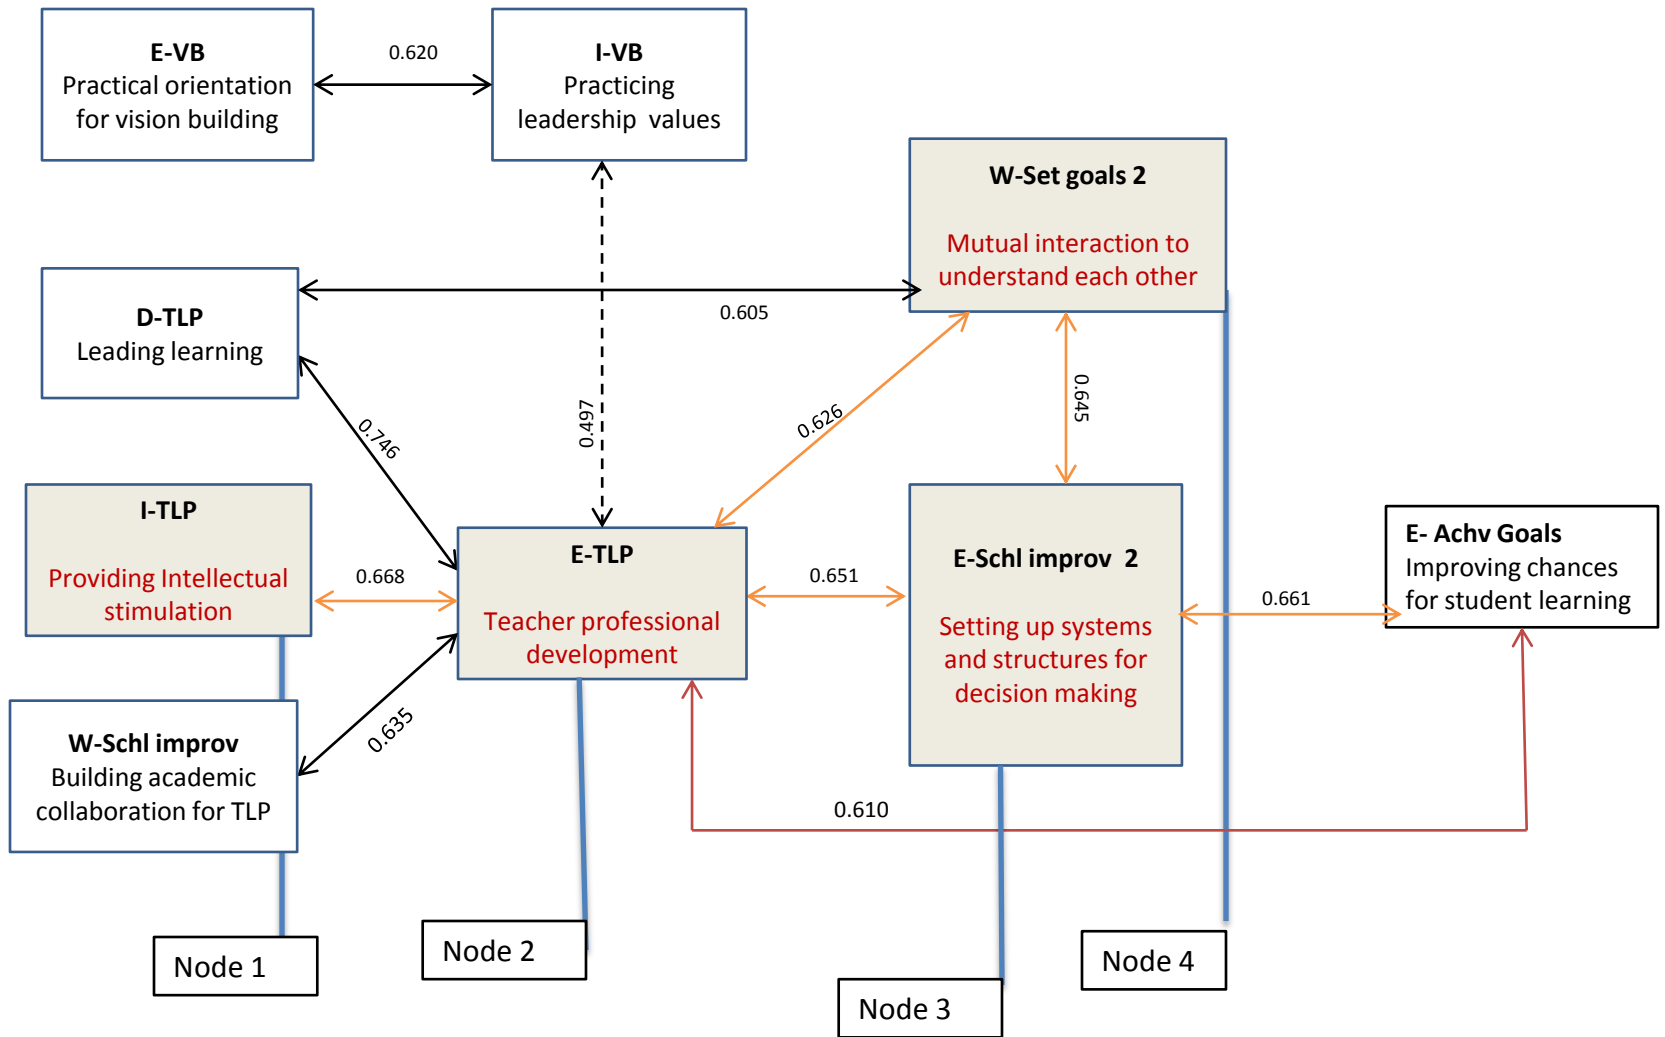 E-VB
Practical orientation
for vision building
0.620
I-VB
Practicing
leadership values
W-Set goals 2
Mutual interaction to
understand each other
D-TLP
Leading learning
0.605
0.746
0.497
0.626
0.645
I-TLP
Providing Intellectual
stimulation
0.668
E-TLP
Teacher professional
development
0.651
E-Schl improv 2
Setting up systems
and structures for
decision making
0.661
E- Achv Goals
Improving chances
for student learning
W-Schl improv
Building academic
collaboration for TLP
0.635
0.610
Node 1
Node 2
Node 3
Node 4